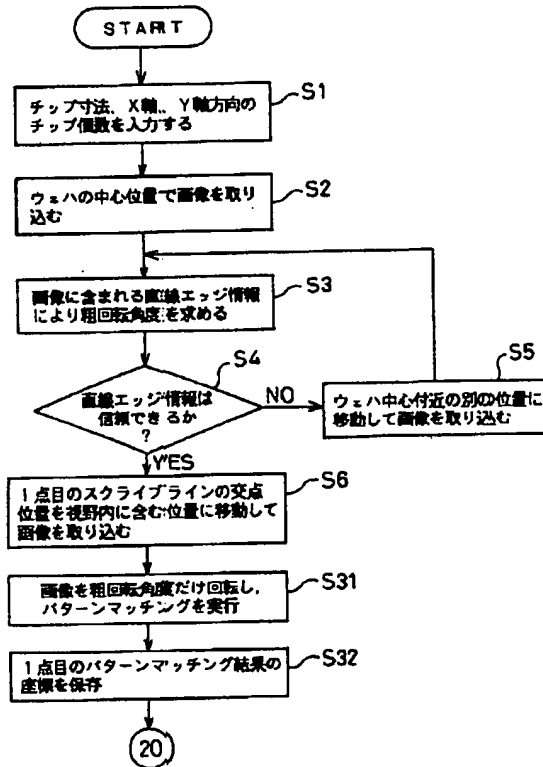 START
S1
チップ寸法、X軸、Y軸方向の
チップ個数を入力する
S2
ウェハの中心位置で画像を取り
込む
S3
画像に含まれる直線エッジ情報
により粗回転角度を求める
S4
直線エッジ情報は
信頼できるか
?
NO
S5
ウェハ中心付近の別の位置に
移動して画像を取り込む
YES
S6
1点目のスクライブラインの交点
位置を視野内に含む位置に移動して
画像を取り込む
S31
画像を粗回転角度だけ回転し、
パターンマッチングを実行
S32
1点目のパターンマッチング結果の
座標を保存
20